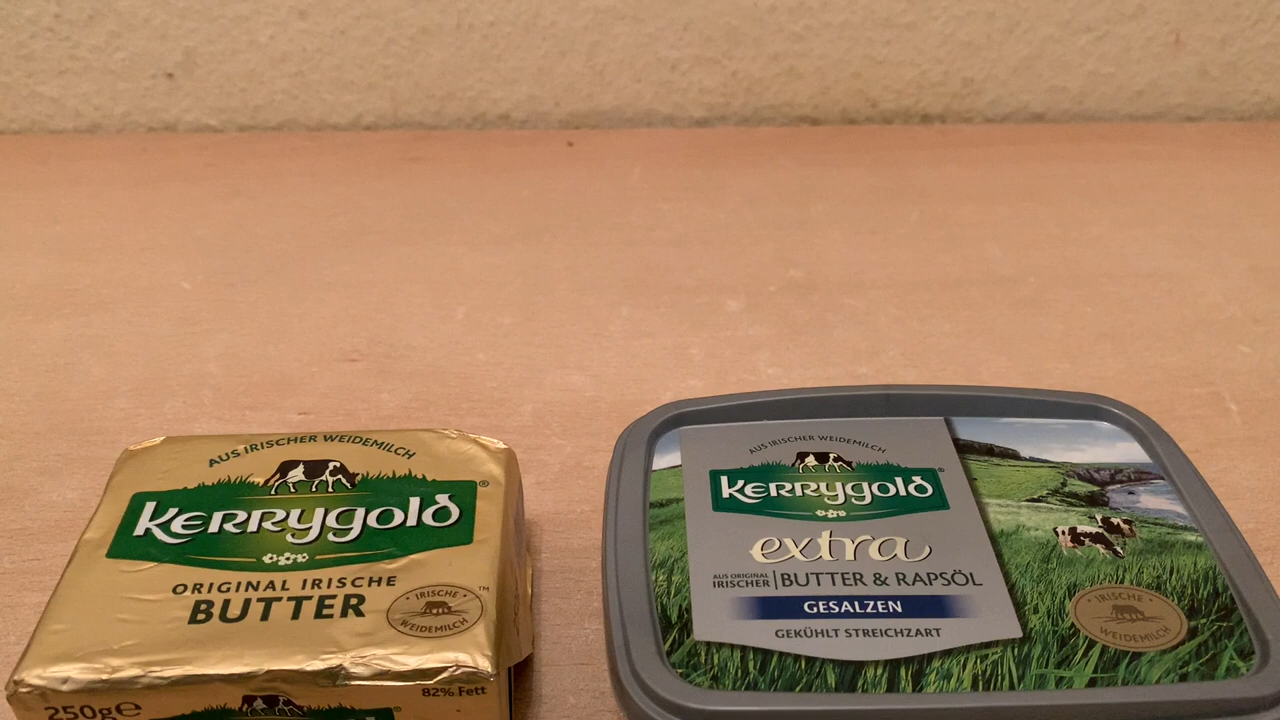 AUS IRISCHER WEIDEMILCH
KERRYGOLD®
ORIGINAL IRISCHE
BUTTER
IRISCHE
WEIDEMILCH
™
82% Fett
250g℮
AUS IRISCHER WEIDEMILCH
KERRYGOLD®
extra
AUS ORIGINAL
IRISCHER
BUTTER & RAPSÖL
GESALZEN
GEKÜHLT STREICHZART
IRISCHE
WEIDEMILCH